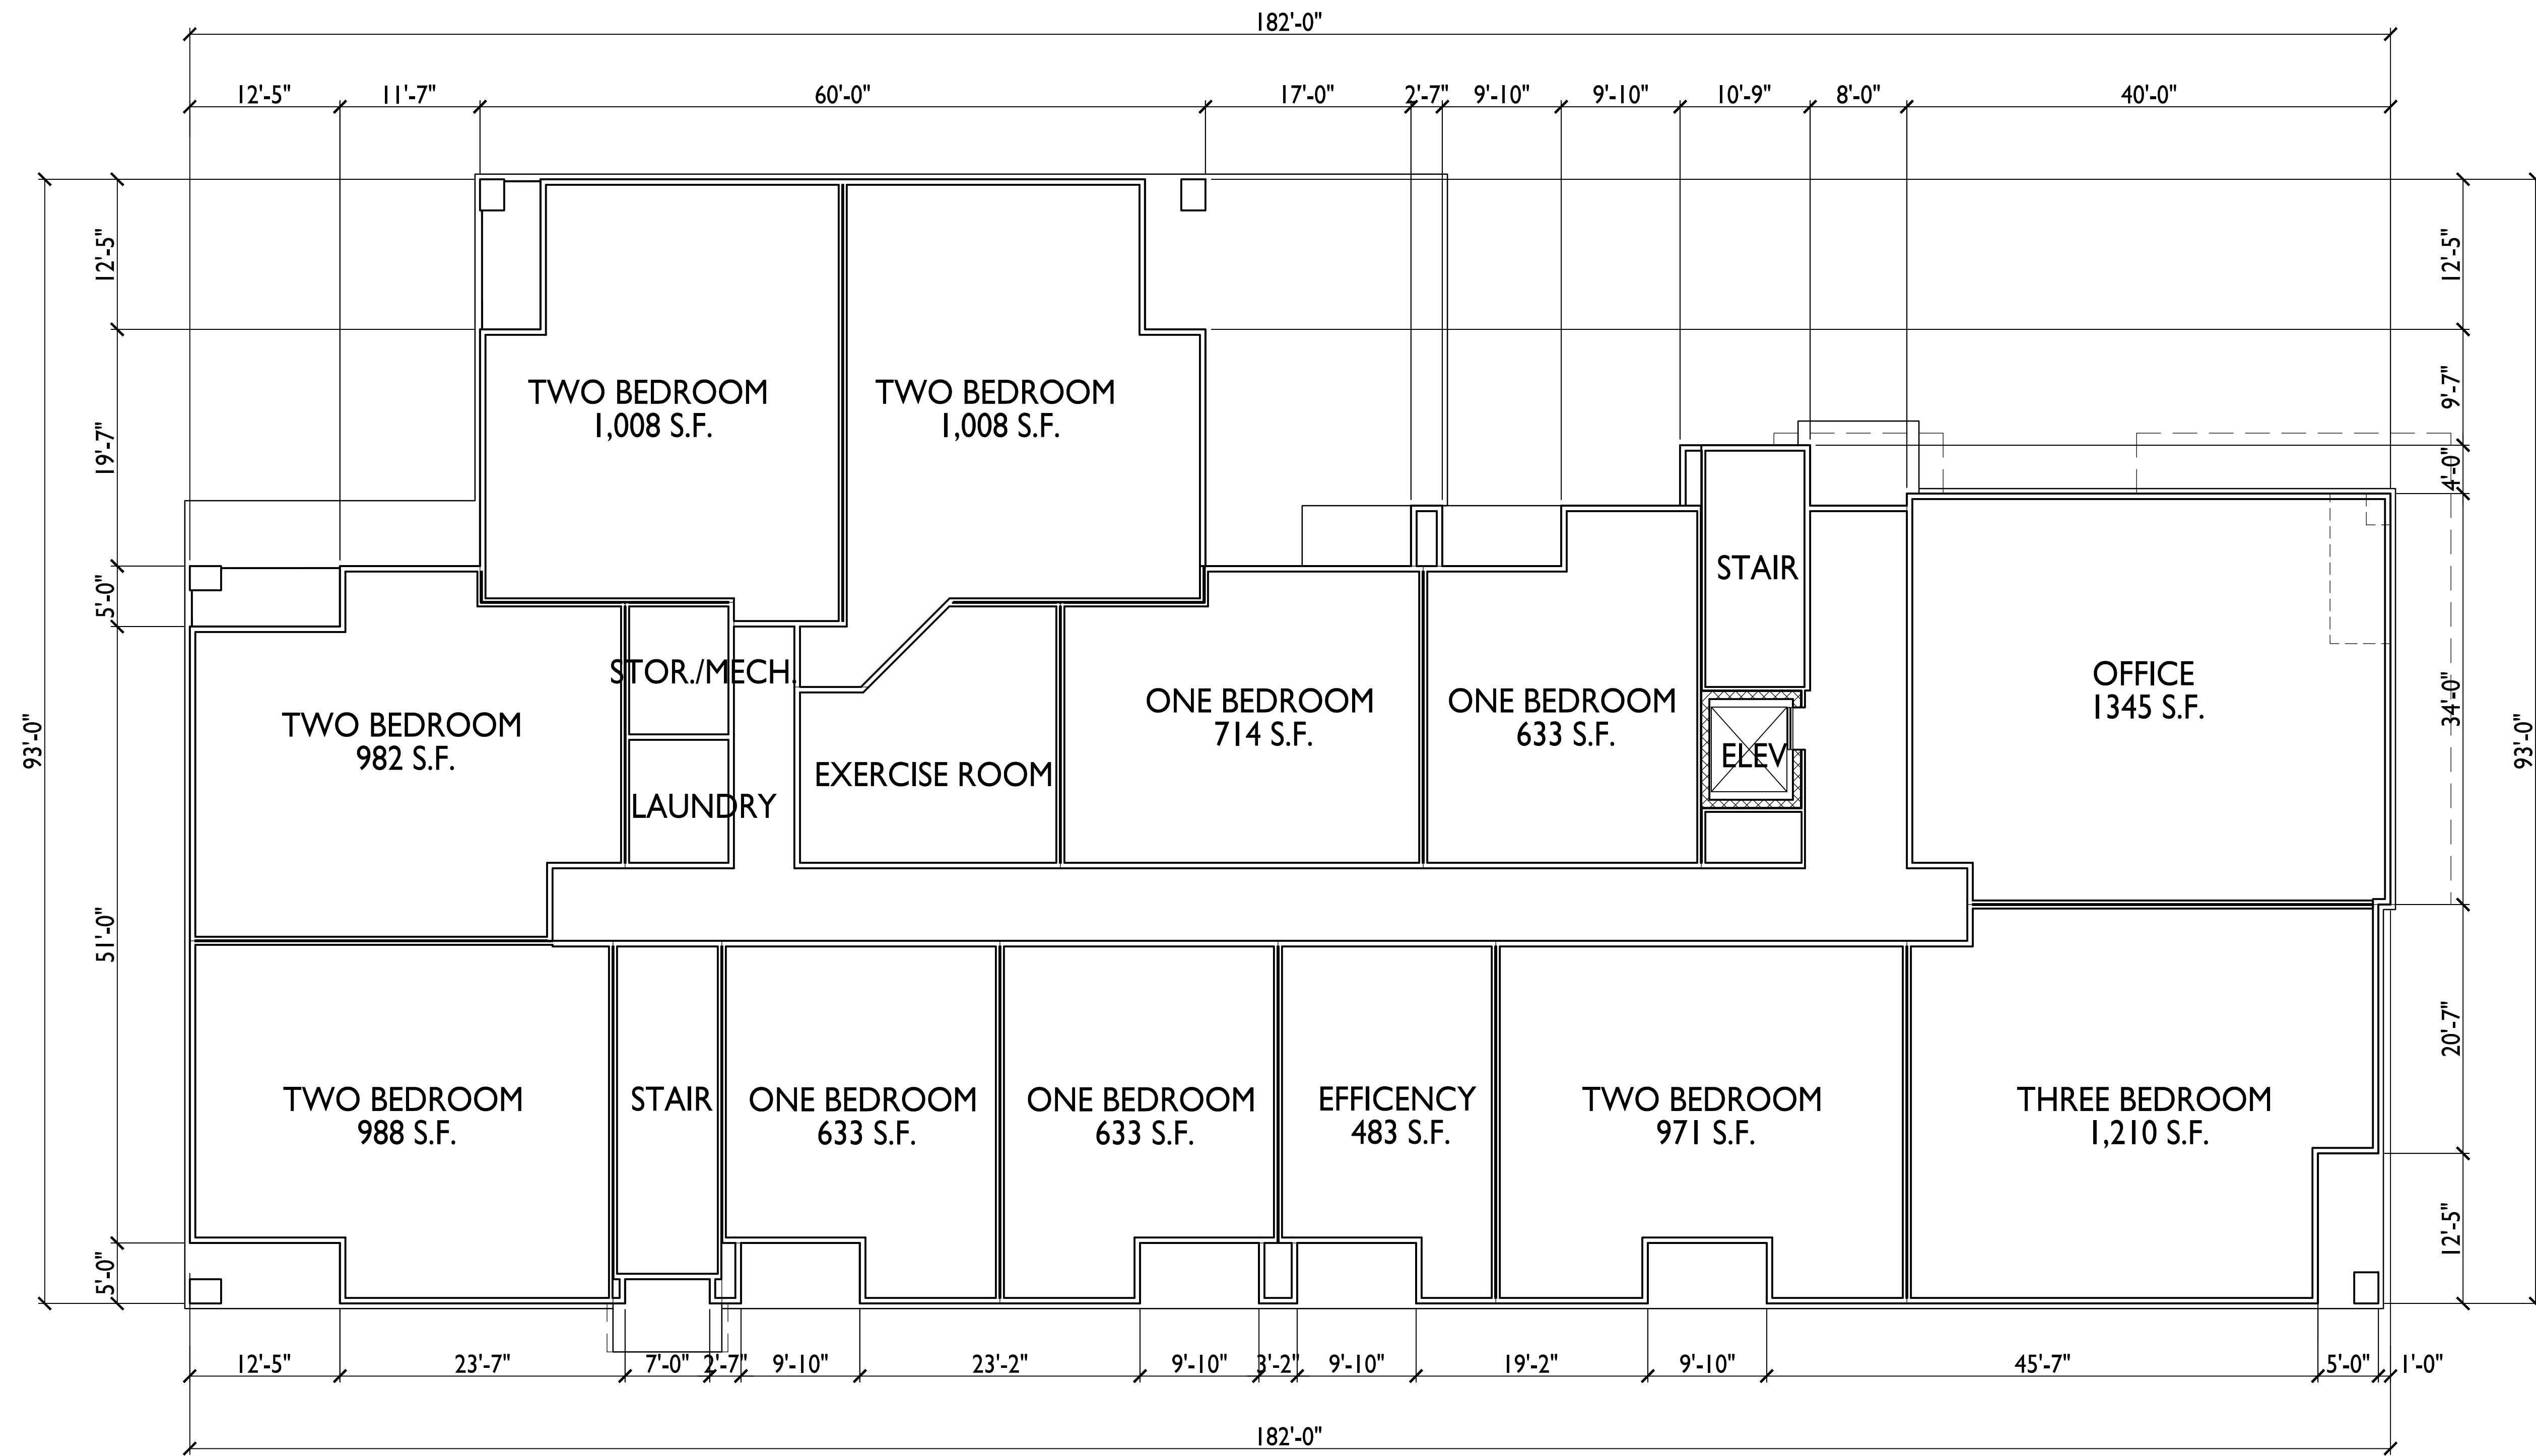 182'-0"
12'-5"
11'-7"
60'-0"
17'-0"
2'-7"
9'-10"
9'-10"
10'-9"
8'-0"
40'-0"
12'-5"
12'-5"
TWO BEDROOM
1,008 S.F.
TWO BEDROOM
1,008 S.F.
9'-7"
19'-7"
4'-0"
STAIR
5'-0"
STOR./MECH.
ONE BEDROOM
714 S.F.
ONE BEDROOM
633 S.F.
OFFICE
1345 S.F.
34'-0"
TWO BEDROOM
982 S.F.
93'-0"
93'-0"
ELEV
EXERCISE ROOM
LAUNDRY
51'-0"
20'-7"
TWO BEDROOM
988 S.F.
STAIR
ONE BEDROOM
633 S.F.
ONE BEDROOM
633 S.F.
EFFICENCY
483 S.F.
TWO BEDROOM
971 S.F.
THREE BEDROOM
1,210 S.F.
12'-5"
5'-0"
12'-5"
23'-7"
7'-0"
2'-7"
9'-10"
23'-2"
9'-10"
3'-2"
9'-10"
19'-2"
9'-10"
45'-7"
5'-0"
1'-0"
182'-0"